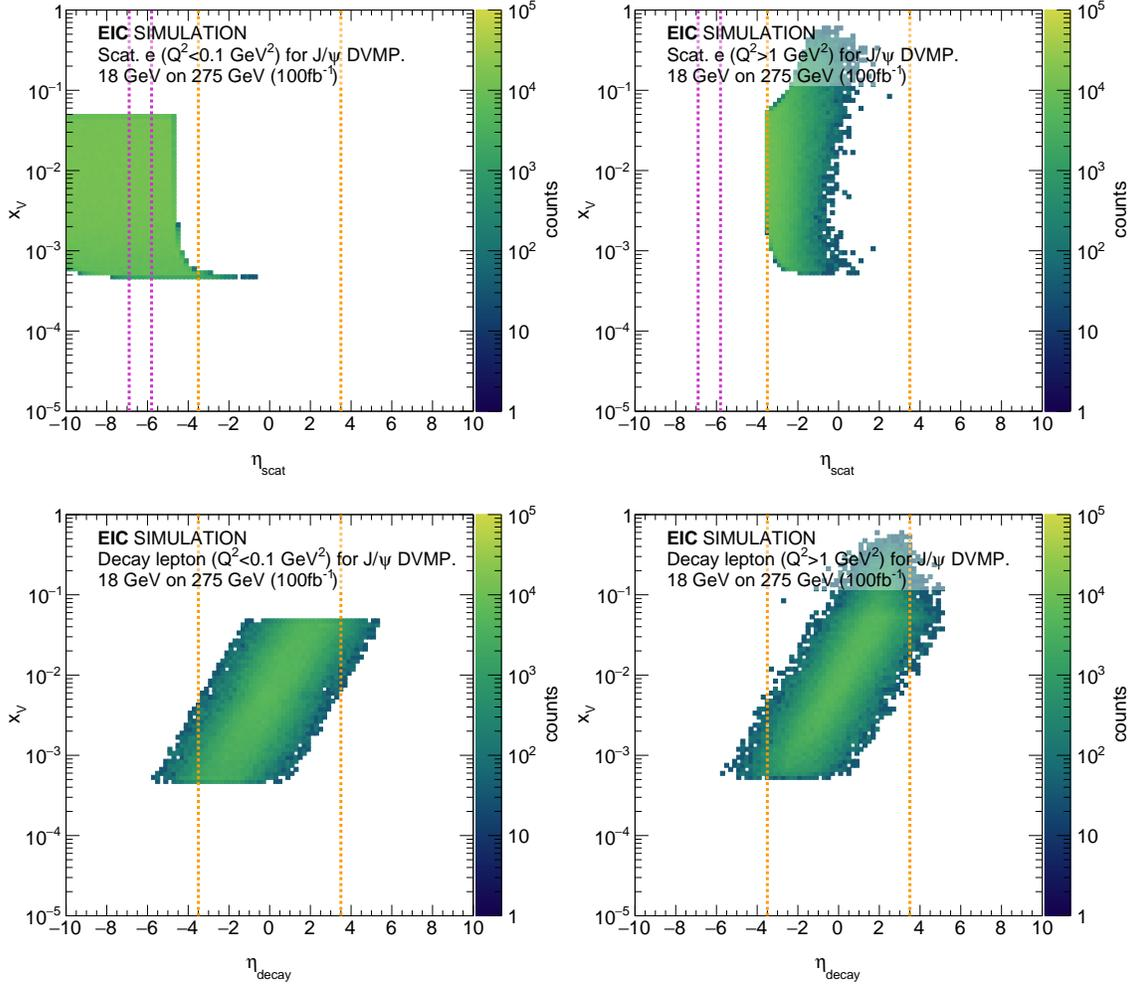 EIC SIMULATION
Scat. e (Q²<0.1 GeV²) for J/ψ DVMP.
18 GeV on 275 GeV (100fb⁻¹)
1
10⁻¹
10⁻²
10⁻³
10⁻⁴
10⁻⁵
x_V
−10 −8 −6 −4 −2 0 2 4 6 8 10
η_scat
10⁵
10⁴
10³
10²
10
1
counts
EIC SIMULATION
Scat. e (Q²>1 GeV²) for J/ψ DVMP.
18 GeV on 275 GeV (100fb⁻¹)
1
10⁻¹
10⁻²
10⁻³
10⁻⁴
10⁻⁵
x_V
−10 −8 −6 −4 −2 0 2 4 6 8 10
η_scat
10⁵
10⁴
10³
10²
10
1
counts
EIC SIMULATION
Decay lepton (Q²<0.1 GeV²) for J/ψ DVMP.
18 GeV on 275 GeV (100fb⁻¹)
1
10⁻¹
10⁻²
10⁻³
10⁻⁴
10⁻⁵
x_V
−10 −8 −6 −4 −2 0 2 4 6 8 10
η_decay
10⁵
10⁴
10³
10²
10
1
counts
EIC SIMULATION
Decay lepton (Q²>1 GeV²) for J/ψ DVMP.
18 GeV on 275 GeV (100fb⁻¹)
1
10⁻¹
10⁻²
10⁻³
10⁻⁴
10⁻⁵
x_V
−10 −8 −6 −4 −2 0 2 4 6 8 10
η_decay
10⁵
10⁴
10³
10²
10
1
counts